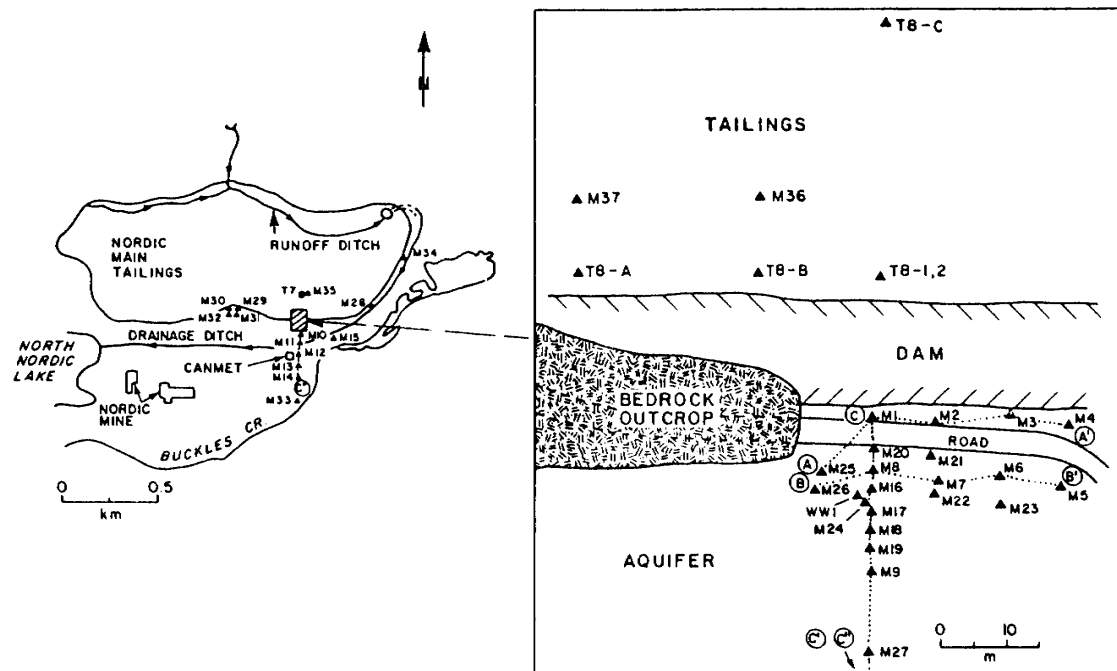 N
NORDIC
MAIN
TAILINGS
RUNOFF DITCH
M34
T7
M35
M28
M30
M29
M32
M31
DRAINAGE DITCH
M10
M15
M11
M12
CANMET
M13
M14
C"
M33
NORTH
NORDIC
LAKE
NORDIC
MINE
BUCKLES CR.
0 0.5
km
T8-C
TAILINGS
M37
M36
T8-A
T8-B
T8-1,2
DAM
BEDROCK
OUTCROP
C
M1
M2
M3
M4
A'
ROAD
M20
M21
A
M25
M8
M6
B'
B
M26
M16
M7
M5
WW1
M22
M24
M17
M23
M18
M19
AQUIFER
M9
C'
C"
M27
0 10
m